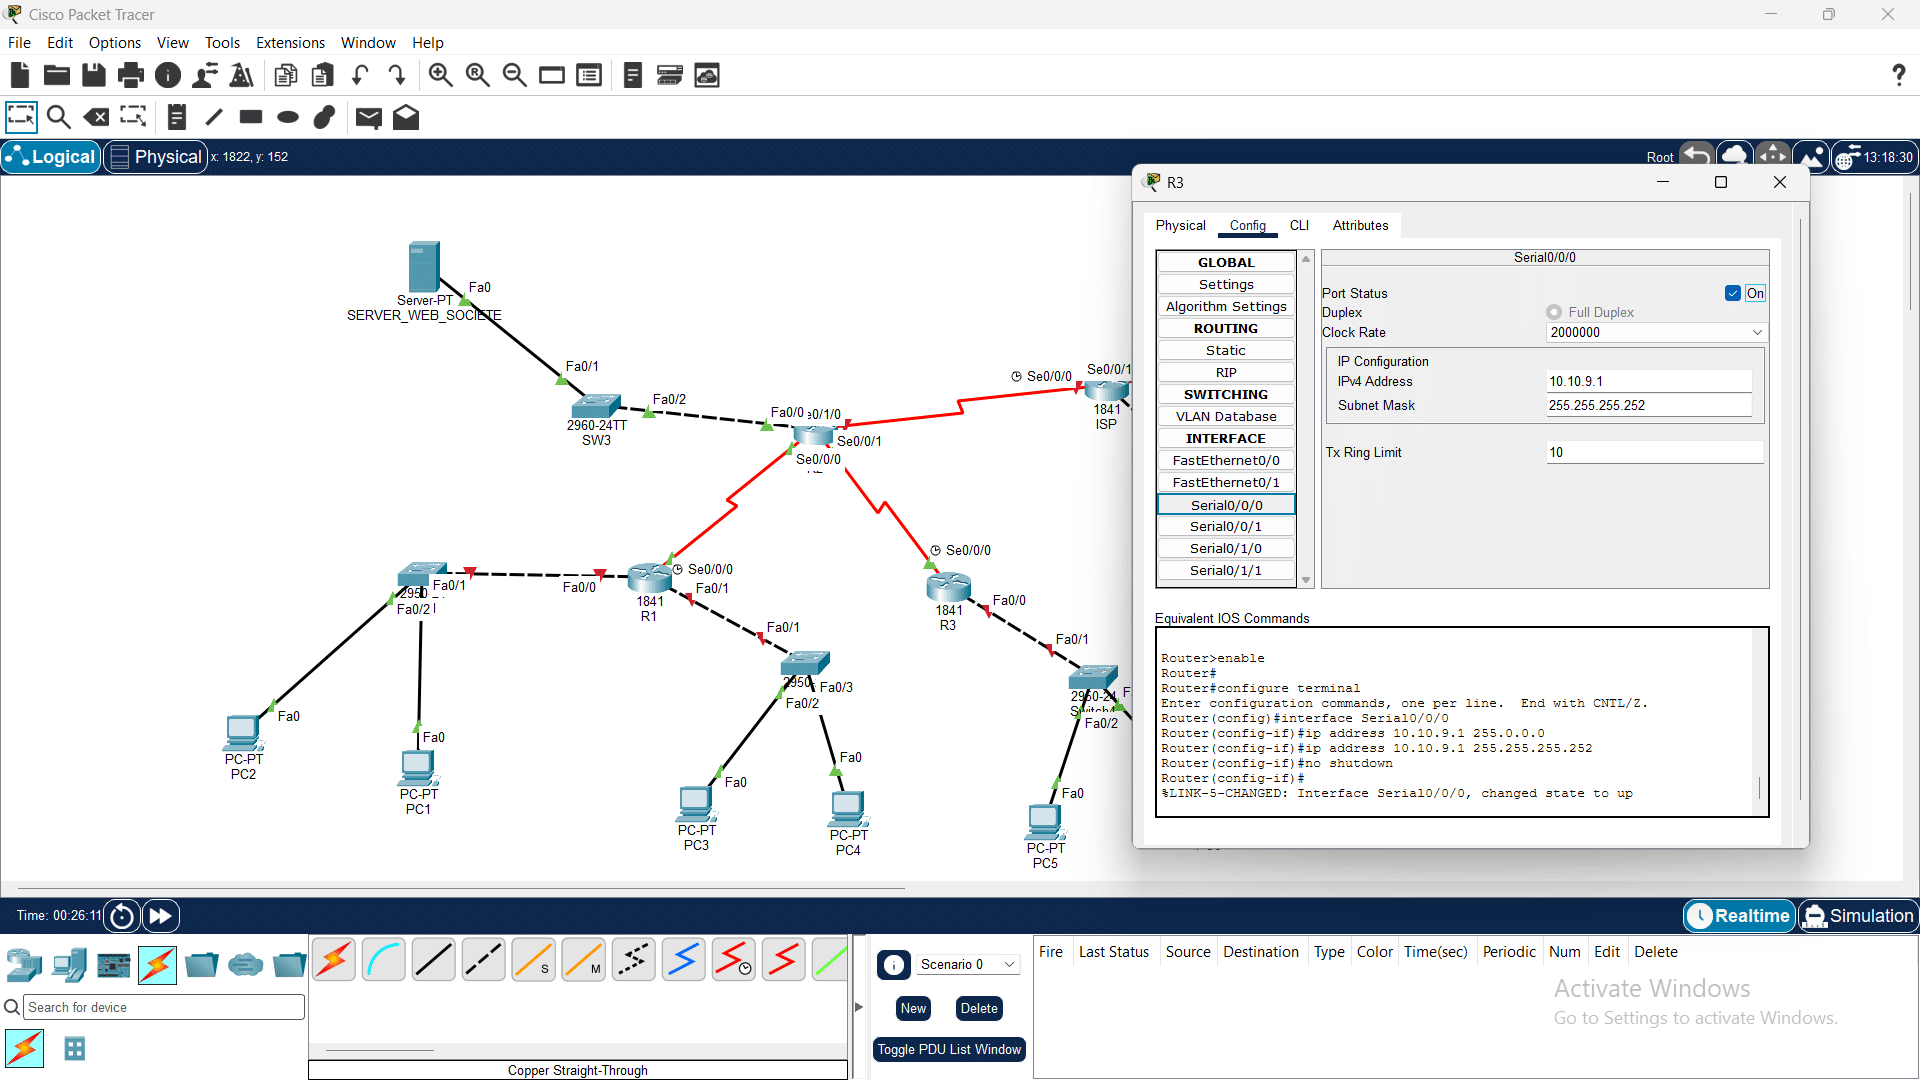 Cisco Packet Tracer
File Edit Options View Tools Extensions Window Help
Logical Physical x: 1822, y: 152
Root 13:18:30
R3
Physical Config CLI Attributes
GLOBAL
Settings
Algorithm Settings
ROUTING
Static
RIP
SWITCHING
VLAN Database
INTERFACE
FastEthernet0/0
FastEthernet0/1
Serial0/0/0
Serial0/0/1
Serial0/1/0
Serial0/1/1
Serial0/0/0
Port Status On
Duplex Full Duplex
Clock Rate 2000000
IP Configuration
IPv4 Address 10.10.9.1
Subnet Mask 255.255.255.252
Tx Ring Limit 10
Equivalent IOS Commands
Router>enable
Router#
Router#configure terminal
Enter configuration commands, one per line. End with CNTL/Z.
Router(config)#interface Serial0/0/0
Router(config-if)#ip address 10.10.9.1 255.0.0.0
Router(config-if)#ip address 10.10.9.1 255.255.255.252
Router(config-if)#no shutdown
Router(config-if)#
%LINK-5-CHANGED: Interface Serial0/0/0, changed state to up
Fa0
Server-PT
SERVER_WEB_SOCIETE
Fa0/1
Fa0/2
2960-24TT
SW3
Fa0/0
Se0/0/1
Se0/0/0
Se0/0/0
Se0/0/1
1841
ISP
Fa0/1
Fa0/2
Fa0/0
Se0/0/0
Fa0/1
1841
R1
Se0/0/0
1841
R3
Fa0/0
Fa0/1
Fa0/1
Fa0/3
Fa0/2
Fa0/2
Fa0
PC-PT
PC2
Fa0
PC-PT
PC1
Fa0
PC-PT
PC3
Fa0
PC-PT
PC4
Fa0
PC-PT
PC5
Time: 00:26:11
Realtime Simulation
Search for device
S
M
Copper Straight-Through
Scenario 0
New Delete
Toggle PDU List Window
Fire Last Status Source Destination Type Color Time(sec) Periodic Num Edit Delete
Activate Windows
Go to Settings to activate Windows.